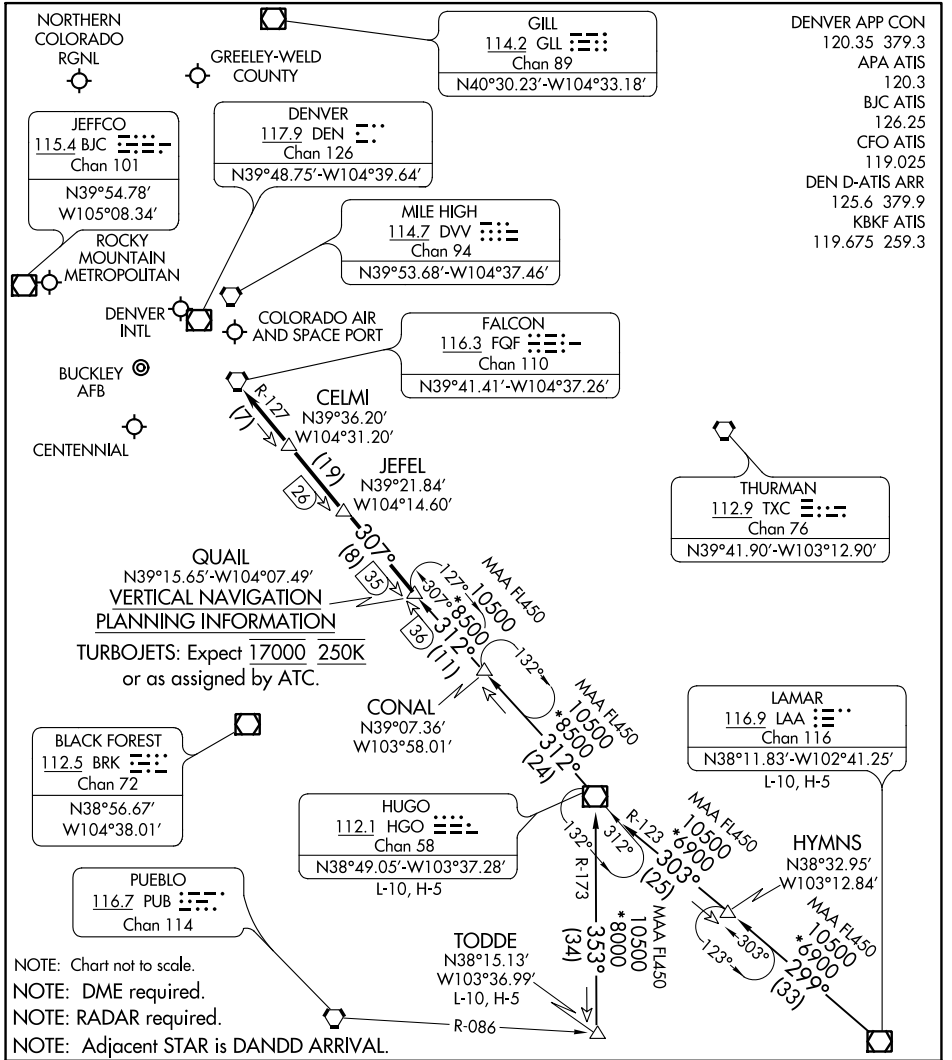 NORTHERN
COLORADO
RGNL
GREELEY-WELD
COUNTY
GILL
114.2 GLL
Chan 89
N40°30.23'-W104°33.18'
DENVER APP CON
120.35 379.3
APA ATIS
120.3
BJC ATIS
126.25
CFO ATIS
119.025
DEN D-ATIS ARR
125.6 379.9
KBKF ATIS
119.675 259.3
JEFFCO
115.4 BJC
Chan 101
N39°54.78'
W105°08.34'
DENVER
117.9 DEN
Chan 126
N39°48.75'-W104°39.64'
MILE HIGH
114.7 DVV
Chan 94
N39°53.68'-W104°37.46'
ROCKY
MOUNTAIN
METROPOLITAN
DENVER
INTL
COLORADO AIR
AND SPACE PORT
FALCON
116.3 FQF
Chan 110
N39°41.41'-W104°37.26'
BUCKLEY
AFB
CENTENNIAL
R-127
(7)
CELMI
N39°36.20'
W104°31.20'
(19)
26
JEFEL
N39°21.84'
W104°14.60'
THURMAN
112.9 TXC
Chan 76
N39°41.90'-W103°12.90'
307°
(8)
35
QUAIL
N39°15.65'-W104°07.49'
VERTICAL NAVIGATION
PLANNING INFORMATION
TURBOJETS: Expect 17000 250K
or as assigned by ATC.
127°
307°
MAA FL450
10500
*8500
312°
(11)
36
CONAL
N39°07.36'
W103°58.01'
132°
MAA FL450
10500
*8500
312°
(24)
LAMAR
116.9 LAA
Chan 116
N38°11.83'-W102°41.25'
L-10, H-5
BLACK FOREST
112.5 BRK
Chan 72
N38°56.67'
W104°38.01'
HUGO
112.1 HGO
Chan 58
N38°49.05'-W103°37.28'
L-10, H-5
132°
312°
R-123
MAA FL450
10500
*6900
303°
(25)
HYMNS
N38°32.95'
W103°12.84'
303°
123°
MAA FL450
10500
*6900
299°
(33)
R-173
MAA FL450
10500
*8000
353°
(34)
PUEBLO
116.7 PUB
Chan 114
TODDE
N38°15.13'
W103°36.99'
L-10, H-5
R-086
NOTE: Chart not to scale.
NOTE: DME required.
NOTE: RADAR required.
NOTE: Adjacent STAR is DANDD ARRIVAL.